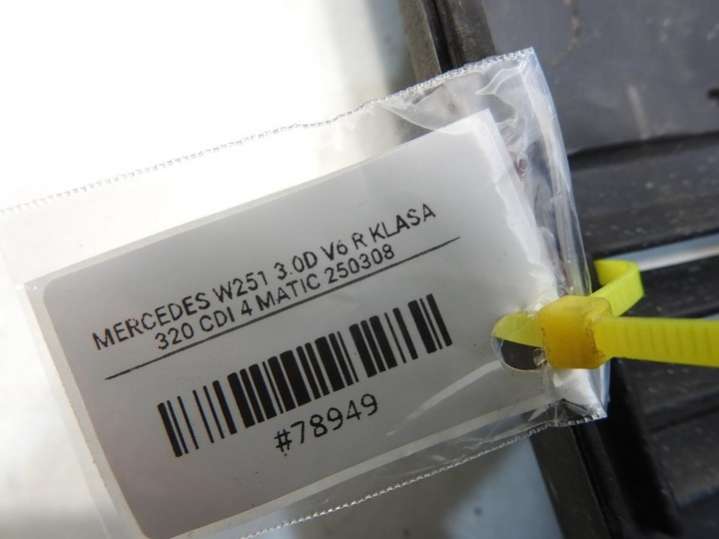 MERCEDES W251 3.0D V6 R KLASA
320 CDI 4 MATIC 250308
#78949